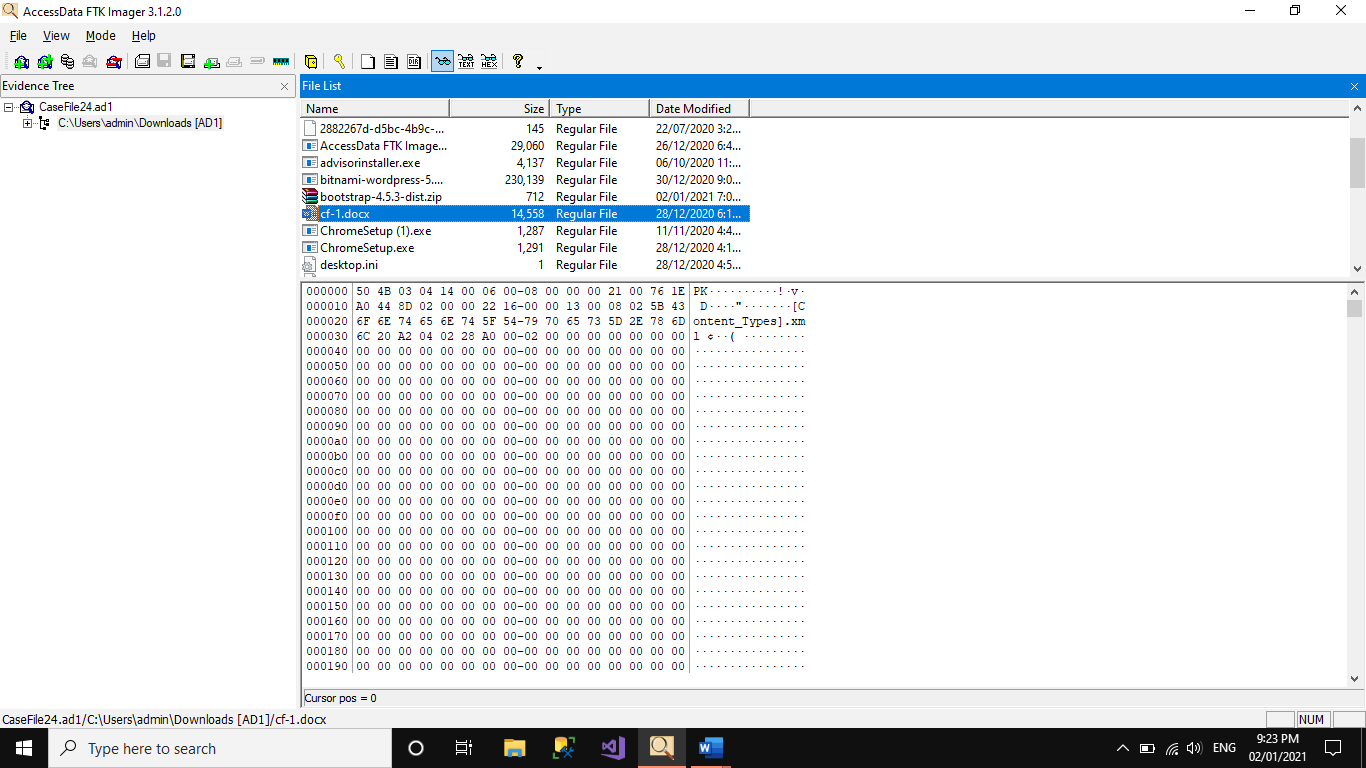 AccessData FTK Imager 3.1.2.0
File View Mode Help
Evidence Tree
CaseFile24.ad1
C:\Users\admin\Downloads [AD1]
File List
Name Size Type Date Modified
2882267d-d5bc-4b9c-... 145 Regular File 22/07/2020 3:2...
AccessData FTK Image... 29,060 Regular File 26/12/2020 6:4...
advisorinstaller.exe 4,137 Regular File 06/10/2020 11:...
bitnami-wordpress-5.... 230,139 Regular File 30/12/2020 9:0...
bootstrap-4.5.3-dist.zip 712 Regular File 02/01/2021 7:0...
cf-1.docx 14,558 Regular File 28/12/2020 6:1...
ChromeSetup (1).exe 1,287 Regular File 11/11/2020 4:4...
ChromeSetup.exe 1,291 Regular File 28/12/2020 4:1...
desktop.ini 1 Regular File 28/12/2020 4:5...
000000 50 4B 03 04 14 00 06 00-08 00 00 00 21 00 76 1E PK··········!·v·
000010 A0 44 8D 02 00 00 22 16-00 00 13 00 08 02 5B 43  D····"·······[C
000020 6F 6E 74 65 6E 74 5F 54-79 70 65 73 5D 2E 78 6D ontent_Types].xm
000030 6C 20 A2 04 02 28 A0 00-02 00 00 00 00 00 00 00 l ¢··( ·········
000040 00 00 00 00 00 00 00 00-00 00 00 00 00 00 00 00 ················
000050 00 00 00 00 00 00 00 00-00 00 00 00 00 00 00 00 ················
000060 00 00 00 00 00 00 00 00-00 00 00 00 00 00 00 00 ················
000070 00 00 00 00 00 00 00 00-00 00 00 00 00 00 00 00 ················
000080 00 00 00 00 00 00 00 00-00 00 00 00 00 00 00 00 ················
000090 00 00 00 00 00 00 00 00-00 00 00 00 00 00 00 00 ················
0000a0 00 00 00 00 00 00 00 00-00 00 00 00 00 00 00 00 ················
0000b0 00 00 00 00 00 00 00 00-00 00 00 00 00 00 00 00 ················
0000c0 00 00 00 00 00 00 00 00-00 00 00 00 00 00 00 00 ················
0000d0 00 00 00 00 00 00 00 00-00 00 00 00 00 00 00 00 ················
0000e0 00 00 00 00 00 00 00 00-00 00 00 00 00 00 00 00 ················
0000f0 00 00 00 00 00 00 00 00-00 00 00 00 00 00 00 00 ················
000100 00 00 00 00 00 00 00 00-00 00 00 00 00 00 00 00 ················
000110 00 00 00 00 00 00 00 00-00 00 00 00 00 00 00 00 ················
000120 00 00 00 00 00 00 00 00-00 00 00 00 00 00 00 00 ················
000130 00 00 00 00 00 00 00 00-00 00 00 00 00 00 00 00 ················
000140 00 00 00 00 00 00 00 00-00 00 00 00 00 00 00 00 ················
000150 00 00 00 00 00 00 00 00-00 00 00 00 00 00 00 00 ················
000160 00 00 00 00 00 00 00 00-00 00 00 00 00 00 00 00 ················
000170 00 00 00 00 00 00 00 00-00 00 00 00 00 00 00 00 ················
000180 00 00 00 00 00 00 00 00-00 00 00 00 00 00 00 00 ················
000190 00 00 00 00 00 00 00 00-00 00 00 00 00 00 00 00 ················
Cursor pos = 0
CaseFile24.ad1/C:\Users\admin\Downloads [AD1]/cf-1.docx
NUM
Type here to search
ENG
9:23 PM
02/01/2021